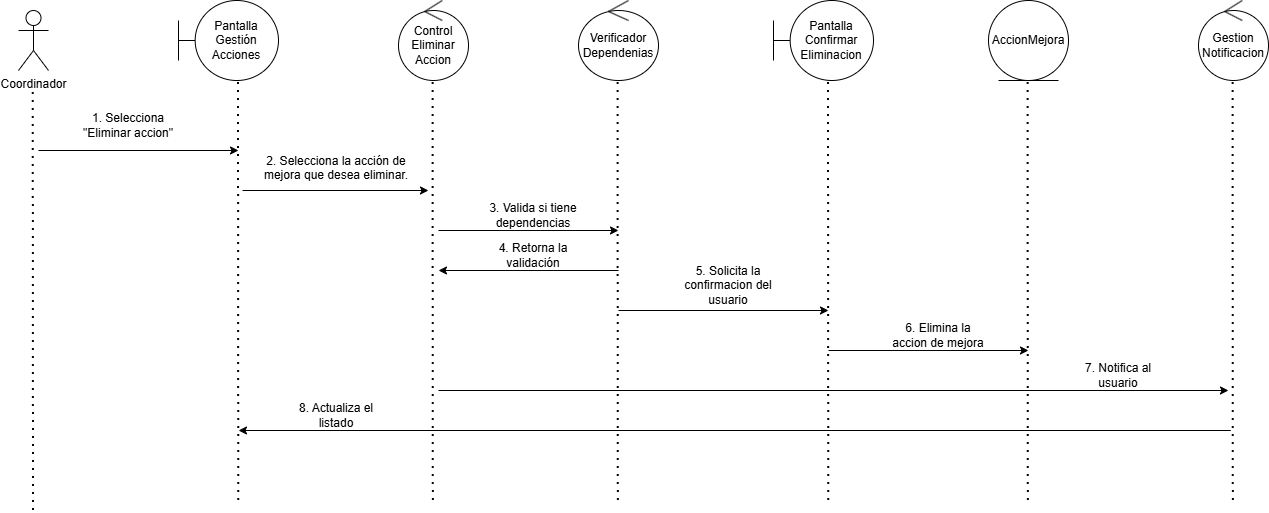 Coordinador
Pantalla
Gestión
Acciones
Control
Eliminar
Accion
Verificador
Dependenias
Pantalla
Confirmar
Eliminacion
AccionMejora
Gestion
Notificacion
1. Selecciona
"Eliminar accion"
2. Selecciona la acción de
mejora que desea eliminar.
3. Valida si tiene
dependencias
4. Retorna la
validación
5. Solicita la
confirmacion del
usuario
6. Elimina la
accion de mejora
7. Notifica al
usuario
8. Actualiza el
listado